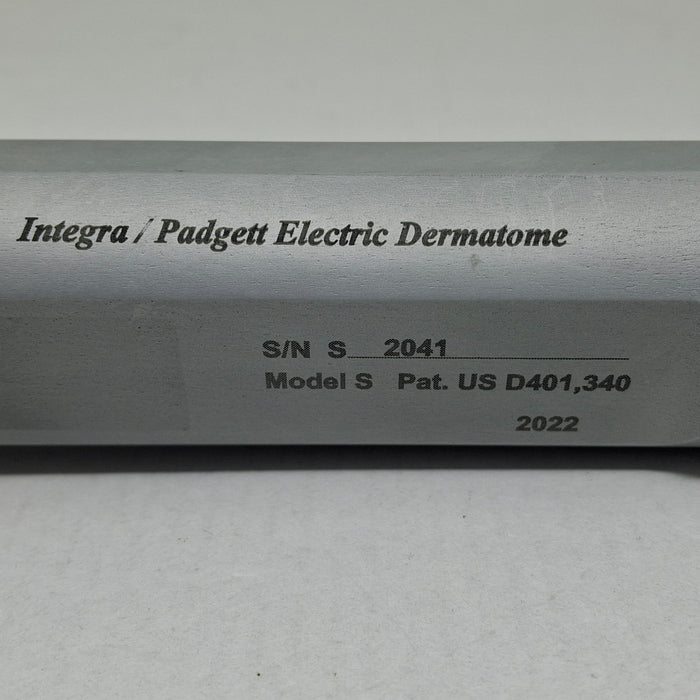 Integra / Padgett Electric Dermatome
S/N S 2041
Model S Pat. US D401,340
2022